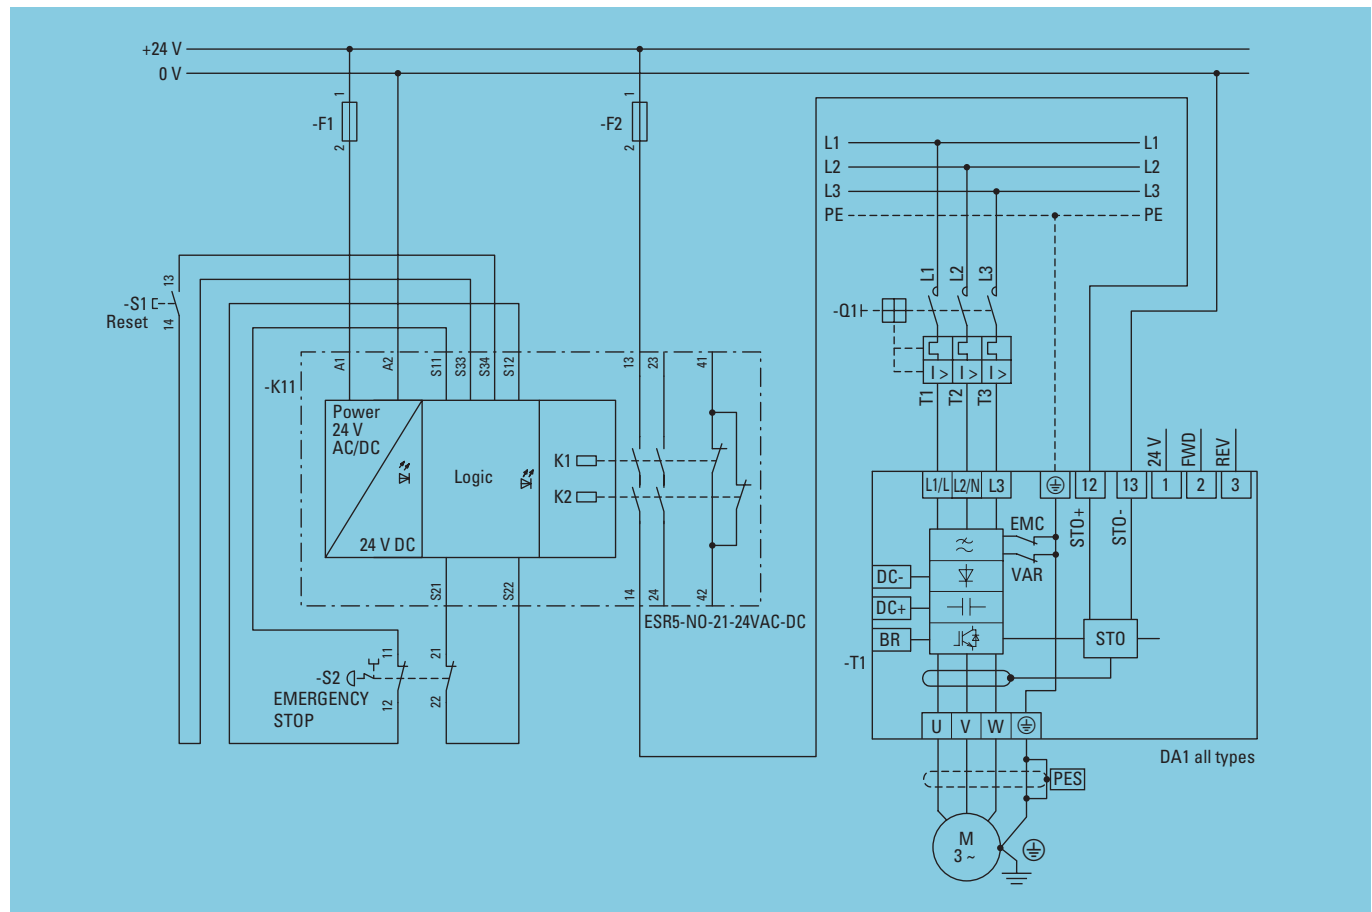 +24 V
0 V
-F1
1
2
-F2
1
2
L1 L1
L2 L2
L3 L3
PE PE
-S1
Reset
13
14
-Q1
L1
L2
L3
I >
I >
I >
T1
T2
T3
-K11
A1
A2
S11
S33
S34
S12
13
23
41
Power
24 V
AC/DC
24 V DC
Logic
K1
K2
S21
S22
14
24
42
ESR5-NO-21-24VAC-DC
-S2
EMERGENCY
STOP
11
12
21
22
24 V
FWD
REV
L1/L
L2/N
L3
12
13
1
2
3
STO+
STO-
EMC
VAR
DC-
DC+
BR
STO
-T1
U
V
W
DA1 all types
PES
M
3 ~